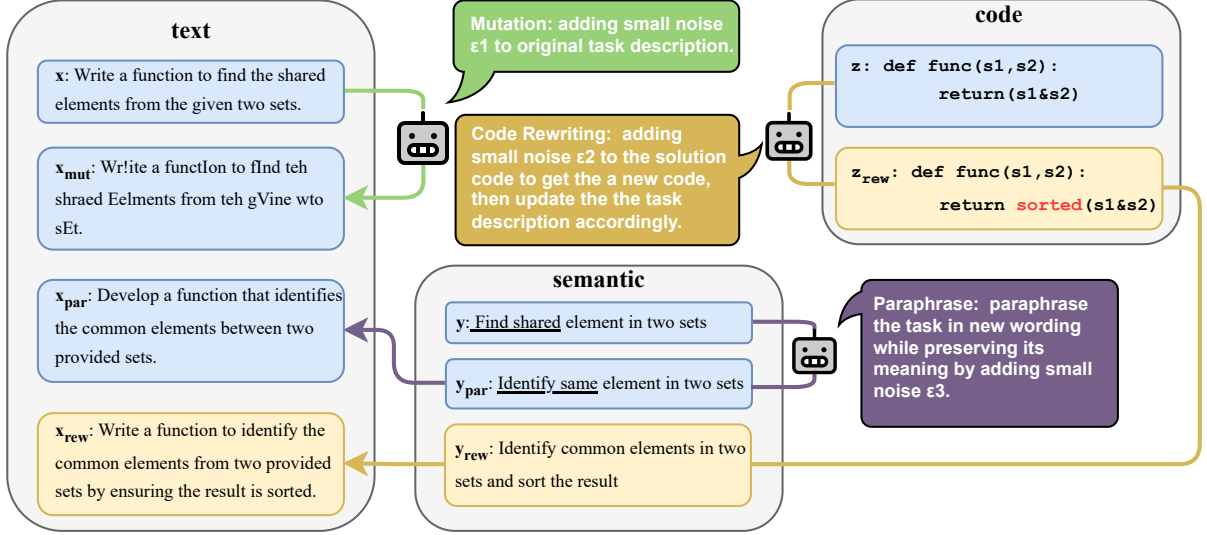 text
x: Write a function to find the shared
elements from the given two sets.
x_mut: Wr!ite a functIon to fInd teh
shraed Eelments from teh gVine wto
sEt.
x_par: Develop a function that identifies
the common elements between two
provided sets.
x_rew: Write a function to identify the
common elements from two provided
sets by ensuring the result is sorted.
Mutation: adding small noise
ε1 to original task description.
Code Rewriting: adding
small noise ε2 to the solution
code to get the a new code,
then update the the task
description accordingly.
code
z: def func(s1,s2):
return(s1&s2)
z_rew: def func(s1,s2):
return sorted(s1&s2)
semantic
y: Find shared element in two sets
y_par: Identify same element in two sets
y_rew: Identify common elements in two
sets and sort the result
Paraphrase: paraphrase
the task in new wording
while preserving its
meaning by adding small
noise ε3.